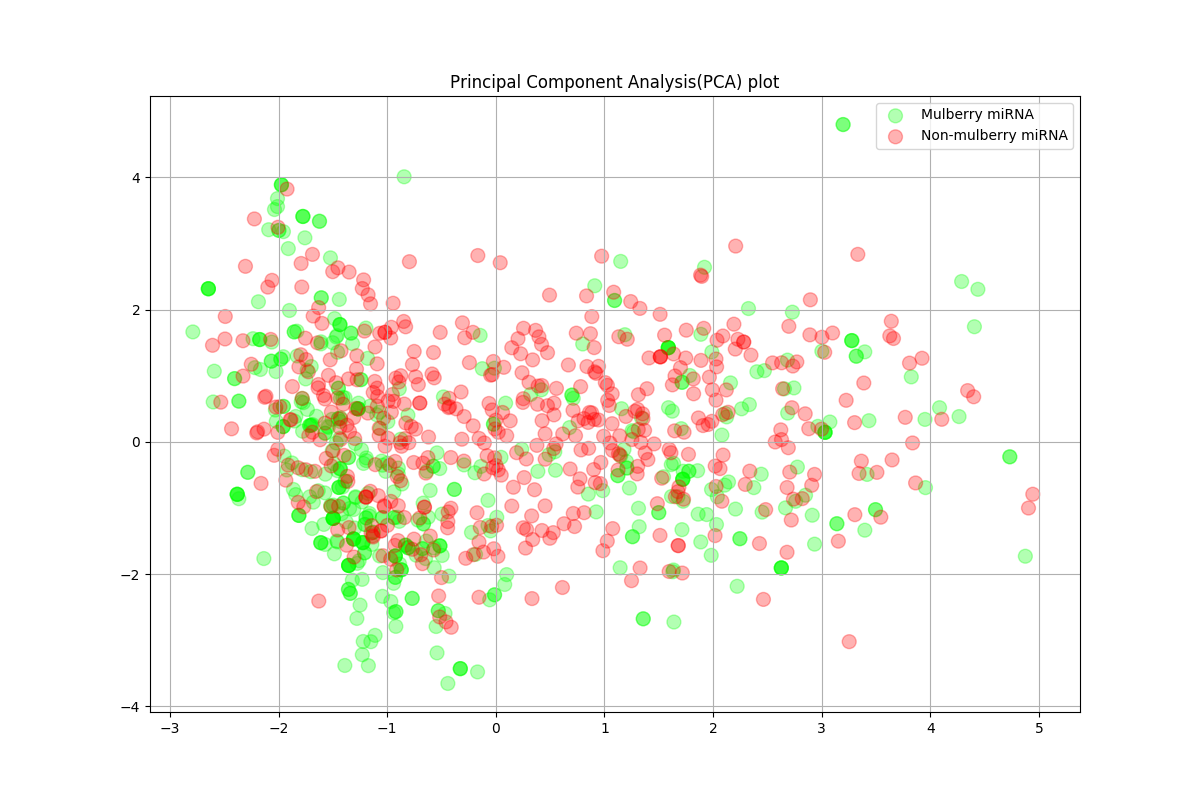 Principal Component Analysis(PCA) plot
Mulberry miRNA
Non-mulberry miRNA
4
2
0
−2
−4
−3 −2 −1 0 1 2 3 4 5